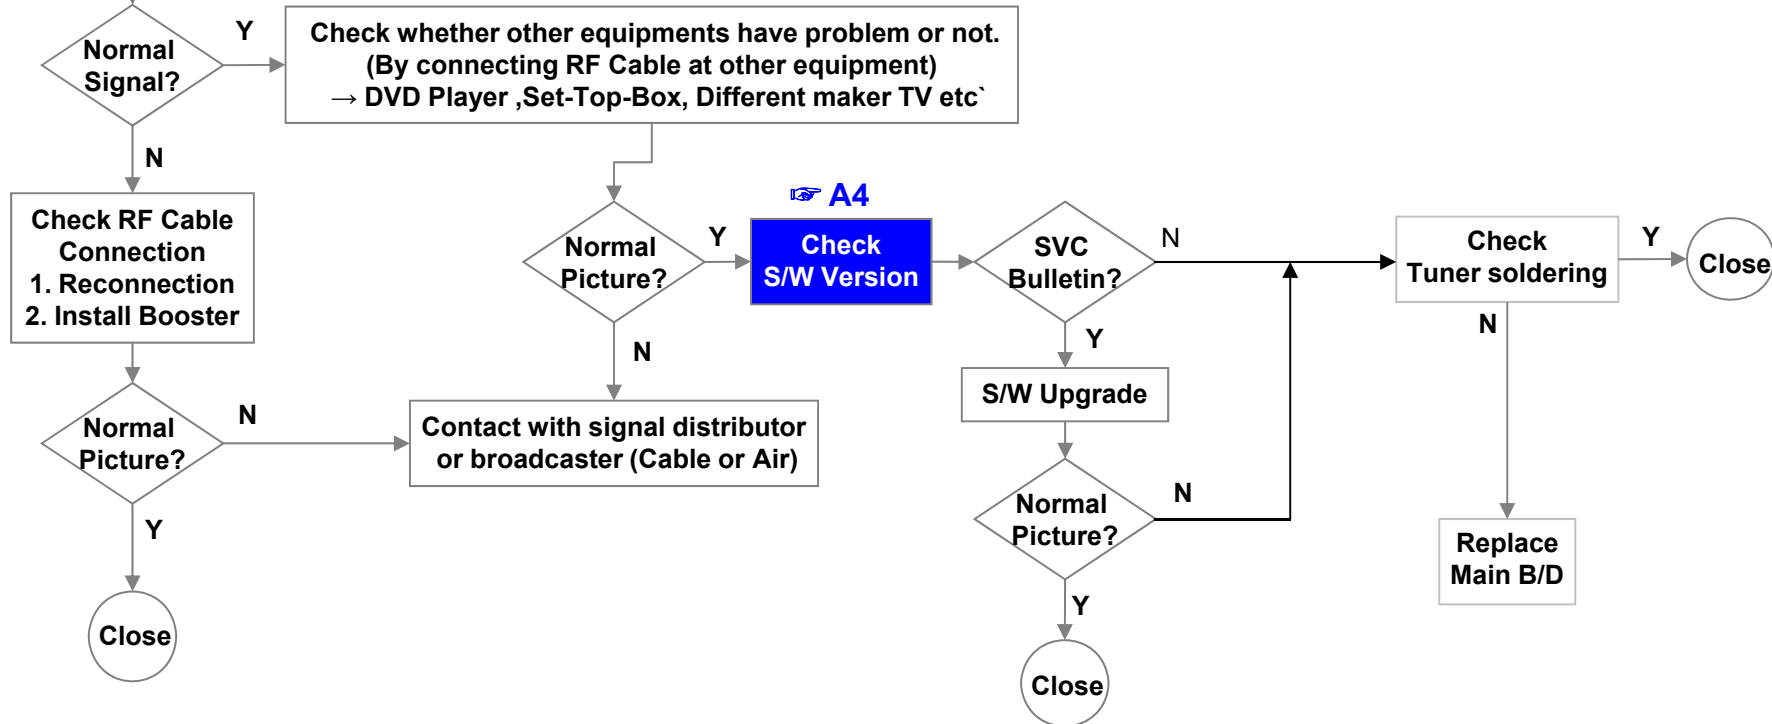 Normal
Signal?
Y
Check whether other equipments have problem or not.
(By connecting RF Cable at other equipment)
→ DVD Player ,Set-Top-Box, Different maker TV etc`
N
Check RF Cable
Connection
1. Reconnection
2. Install Booster
Normal
Picture?
N
Y
Close
Normal
Picture?
Y
N
Contact with signal distributor
or broadcaster (Cable or Air)
☞ A4
Check
S/W Version
SVC
Bulletin?
N
Y
S/W Upgrade
Normal
Picture?
N
Y
Close
Check
Tuner soldering
Y
Close
N
Replace
Main B/D